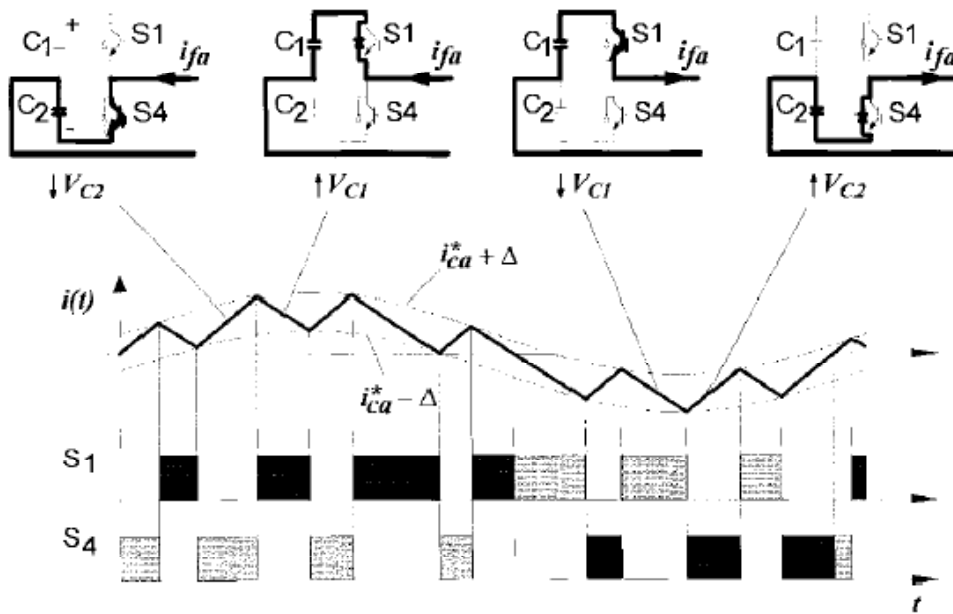 C1 + S1 ifa
C2 - S4
C1 S1 ifa
C2 S4
C1 S1 ifa
C2 S4
C1 S1 ifa
C2 S4
↓VC2 ↑VC1 ↓VC1 ↑VC2
i*ca + Δ
i(t)
i*ca − Δ
S1
S4
t